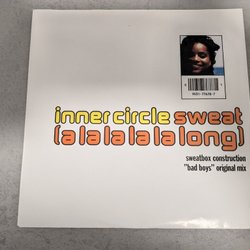 inner circle sweat
(a la la la la long)
sweatbox construction
"bad boys" original mix